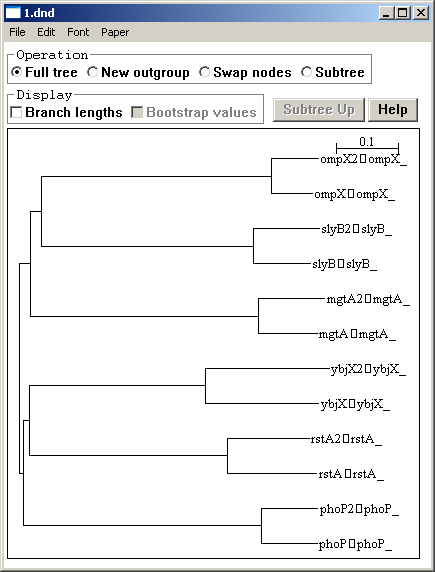 1.dnd
File Edit Font Paper
Operation
Full tree New outgroup Swap nodes Subtree
Display
Branch lengths Bootstrap values Subtree Up Help
0.1
ompX2▯ompX_
ompX▯ompX_
slyB2▯slyB_
slyB▯slyB_
mgtA2▯mgtA_
mgtA▯mgtA_
ybjX2▯ybjX_
ybjX▯ybjX_
rstA2▯rstA_
rstA▯rstA_
phoP2▯phoP_
phoP▯phoP_